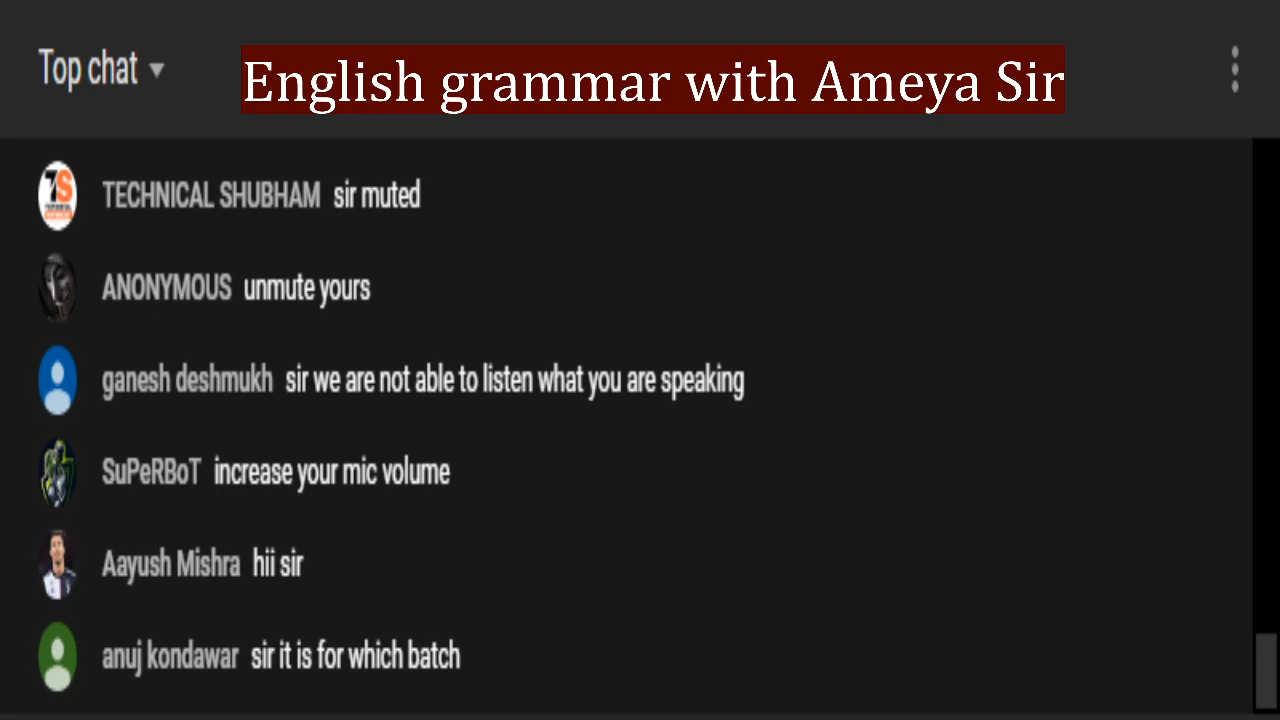 Top chat
English grammar with Ameya Sir
TECHNICAL SHUBHAM sir muted
ANONYMOUS unmute yours
ganesh deshmukh sir we are not able to listen what you are speaking
SuPeRBoT increase your mic volume
Aayush Mishra hii sir
anuj kondawar sir it is for which batch